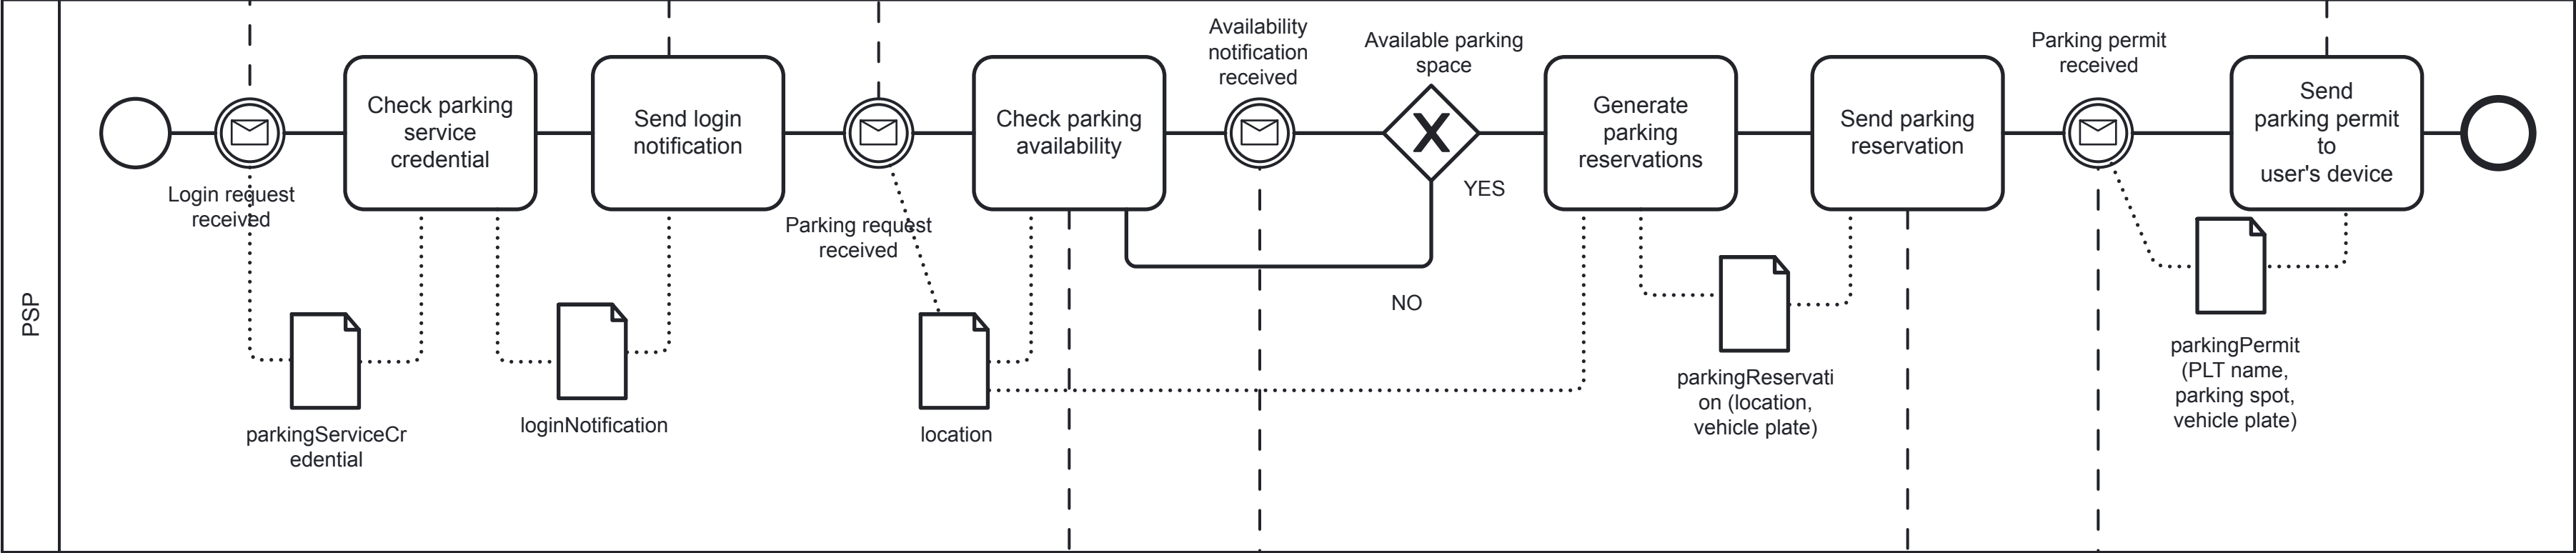 PSP
Login request
received
Check parking
service
credential
Send login
notification
Parking request
received
Check parking
availability
Availability
notification
received
Available parking
space
YES
NO
Generate
parking
reservations
Send parking
reservation
Parking permit
received
Send
parking permit
to
user's device
parkingServiceCr
edential
loginNotification
location
parkingReservati
on (location,
vehicle plate)
parkingPermit
(PLT name,
parking spot,
vehicle plate)